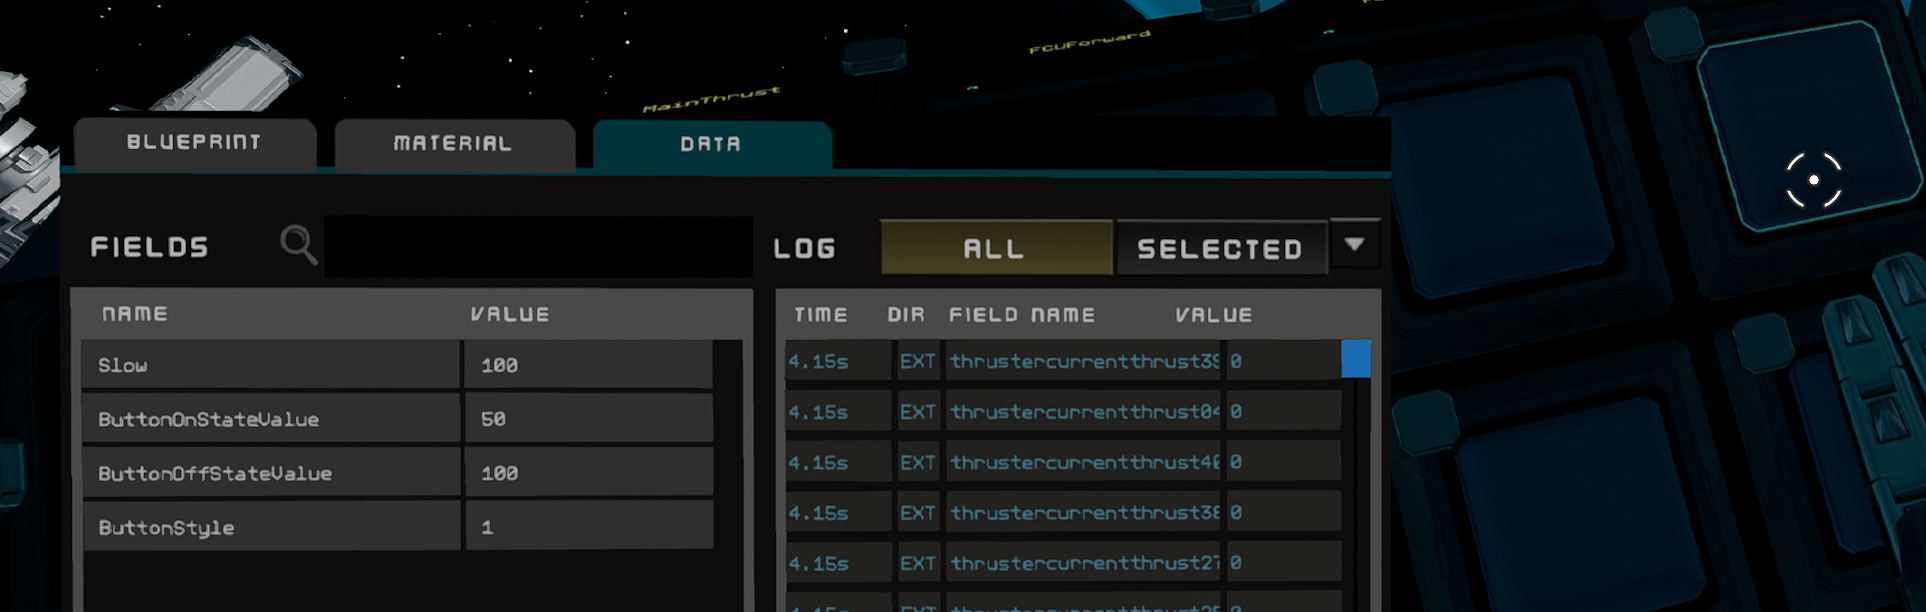 FCUForward
MainThrust
BLUEPRINT MATERIAL DATA
FIELDS LOG ALL SELECTED
NAME VALUE TIME DIR FIELD NAME VALUE
Slow 100 4.15s EXT thrustercurrentthrust39 0
ButtonOnStateValue 50 4.15s EXT thrustercurrentthrust04 0
ButtonOffStateValue 100 4.15s EXT thrustercurrentthrust40 0
ButtonStyle 1 4.15s EXT thrustercurrentthrust38 0
4.15s EXT thrustercurrentthrust27 0